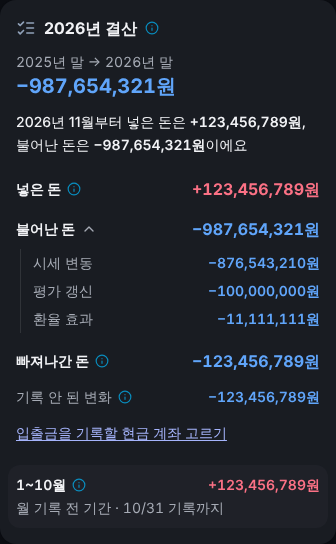 2026년 결산
2025년 말 → 2026년 말
−987,654,321원
2026년 11월부터 넣은 돈은 +123,456,789원,
불어난 돈은 −987,654,321원이에요
넣은 돈 +123,456,789원
불어난 돈 −987,654,321원
시세 변동 −876,543,210원
평가 갱신 −100,000,000원
환율 효과 −11,111,111원
빠져나간 돈 −123,456,789원
기록 안 된 변화 −123,456,789원
입출금을 기록할 현금 계좌 고르기
1~10월 +123,456,789원
월 기록 전 기간 · 10/31 기록까지